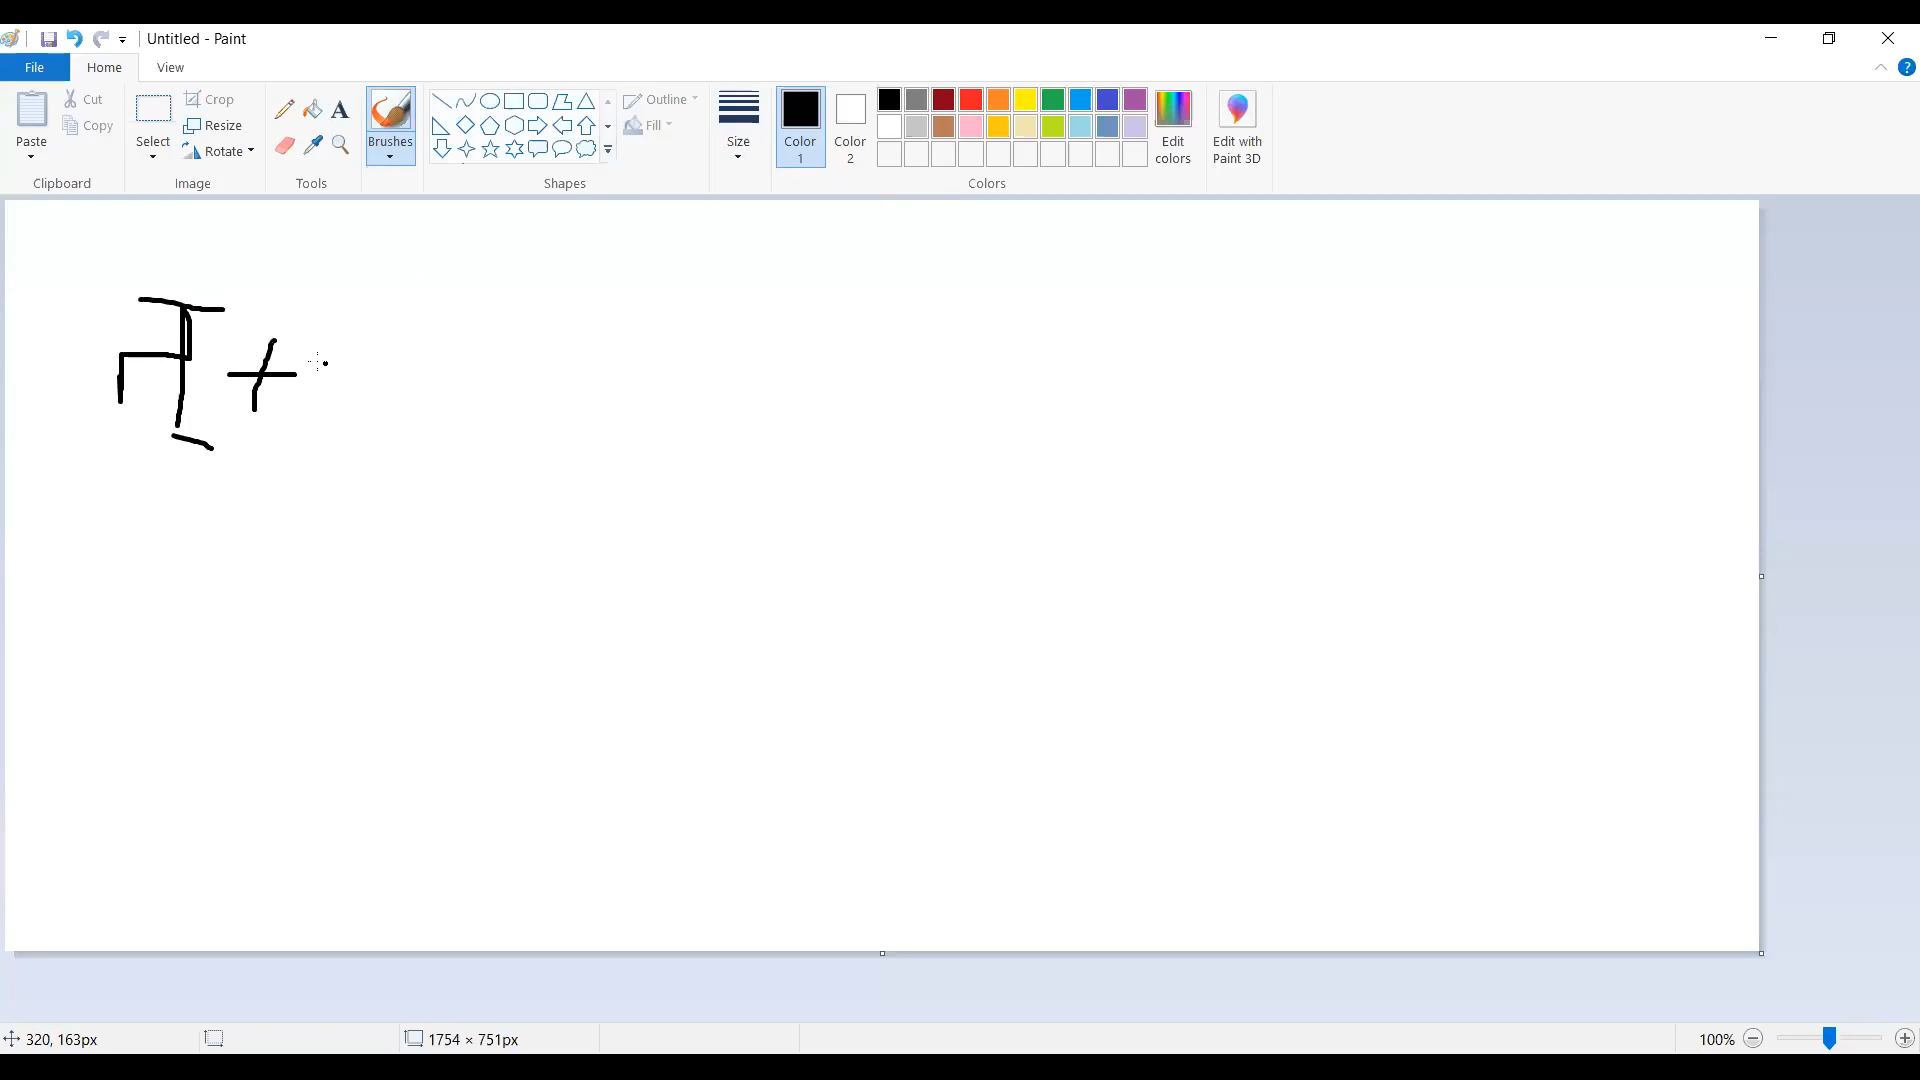 Untitled - Paint
File Home View
Paste
Cut
Copy
Clipboard
Select
Crop
Resize
Rotate
Image
Tools
Brushes
Shapes
Outline
Fill
Size
Color 1
Color 2
Colors
Edit colors
Edit with Paint 3D
+
320, 163px
1754 × 751px
100%